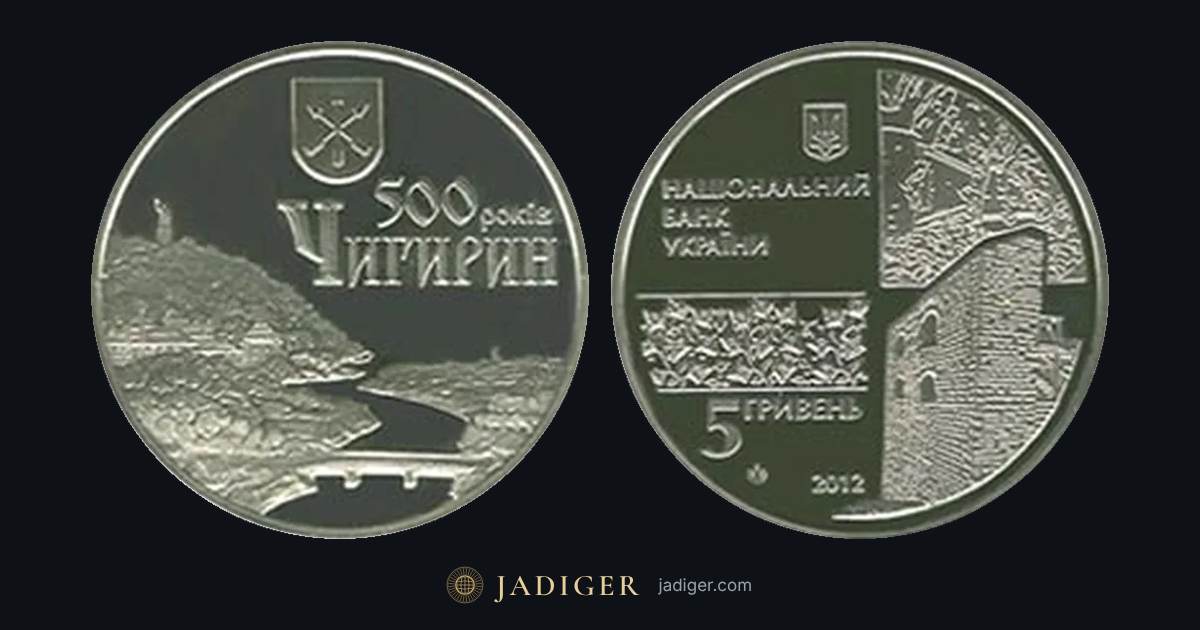 500 років
Чигирин
НАЦІОНАЛЬНИЙ
БАНК
УКРАЇНИ
5 ГРИВЕНЬ
2012
JADIGER
jadiger.com